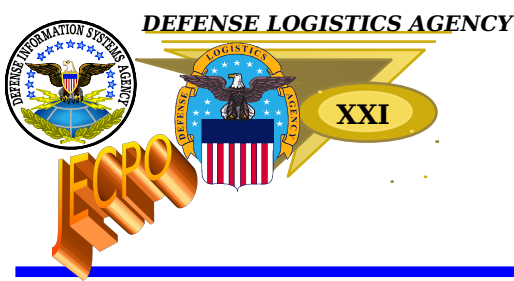 DEFENSE LOGISTICS AGENCY
DEFENSE INFORMATION SYSTEMS AGENCY
DEFENSE LOGISTICS AGENCY
XXI
JECPO